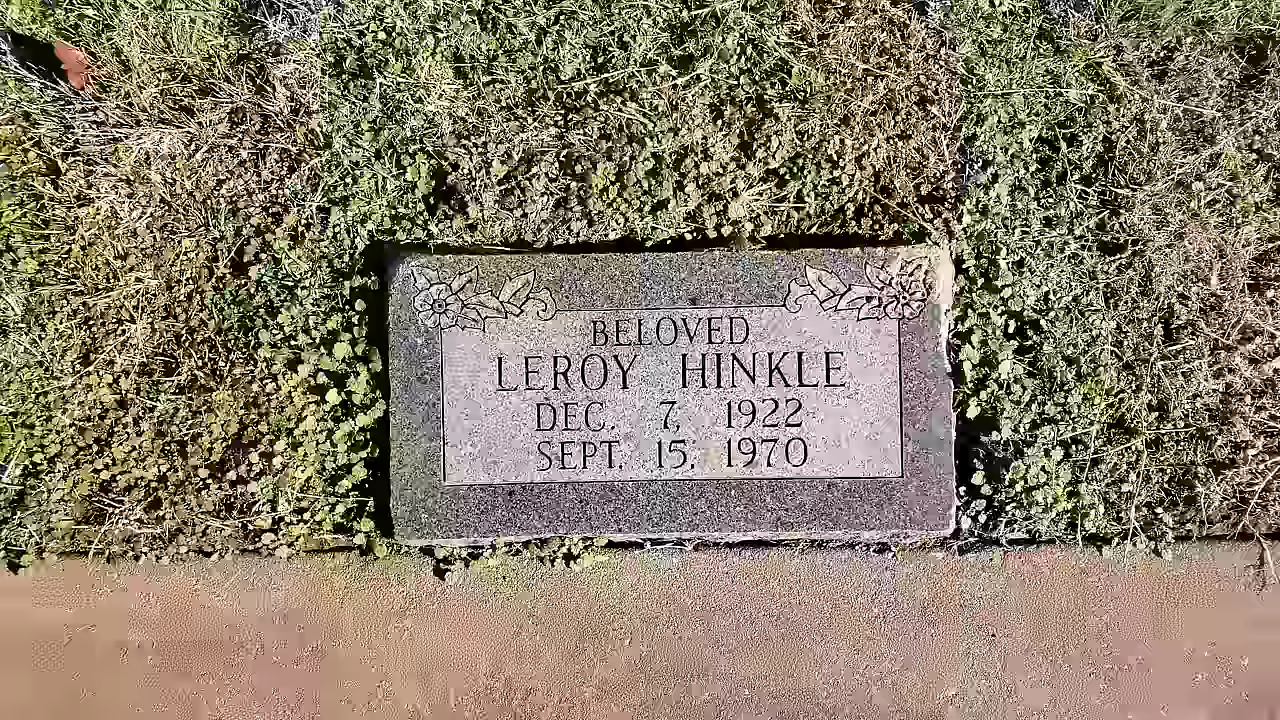 BELOVED
LEROY HINKLE
DEC. 7, 1922
SEPT. 15, 1970